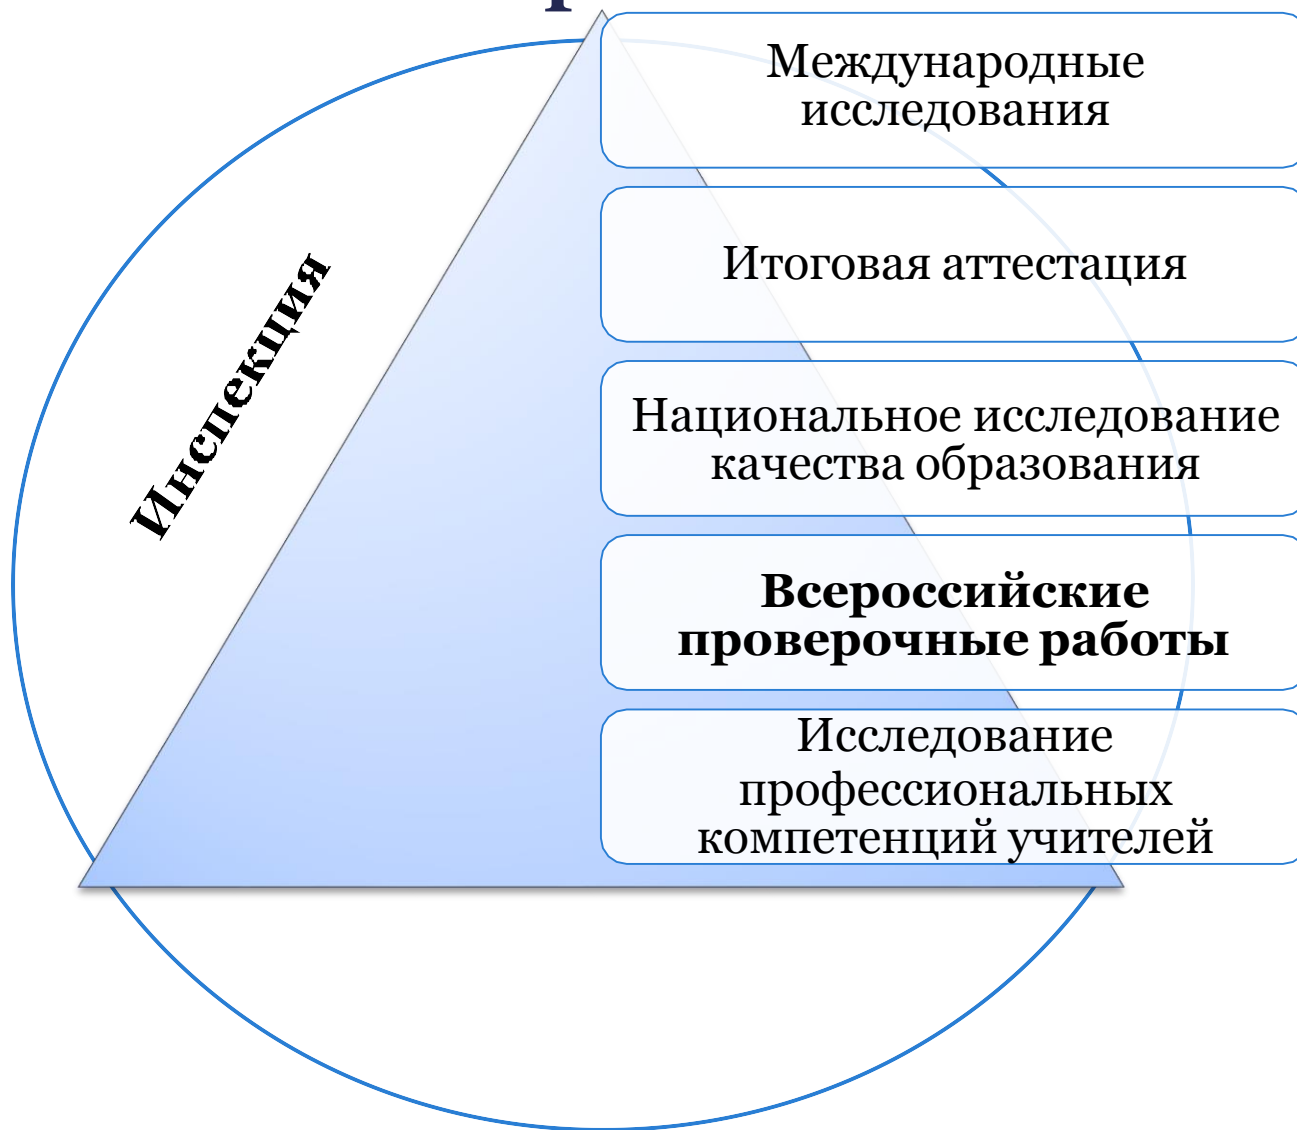 Международные
исследования
Итоговая аттестация
Инспекция
Национальное исследование
качества образования
Всероссийские
проверочные работы
Исследование
профессиональных
компетенций учителей